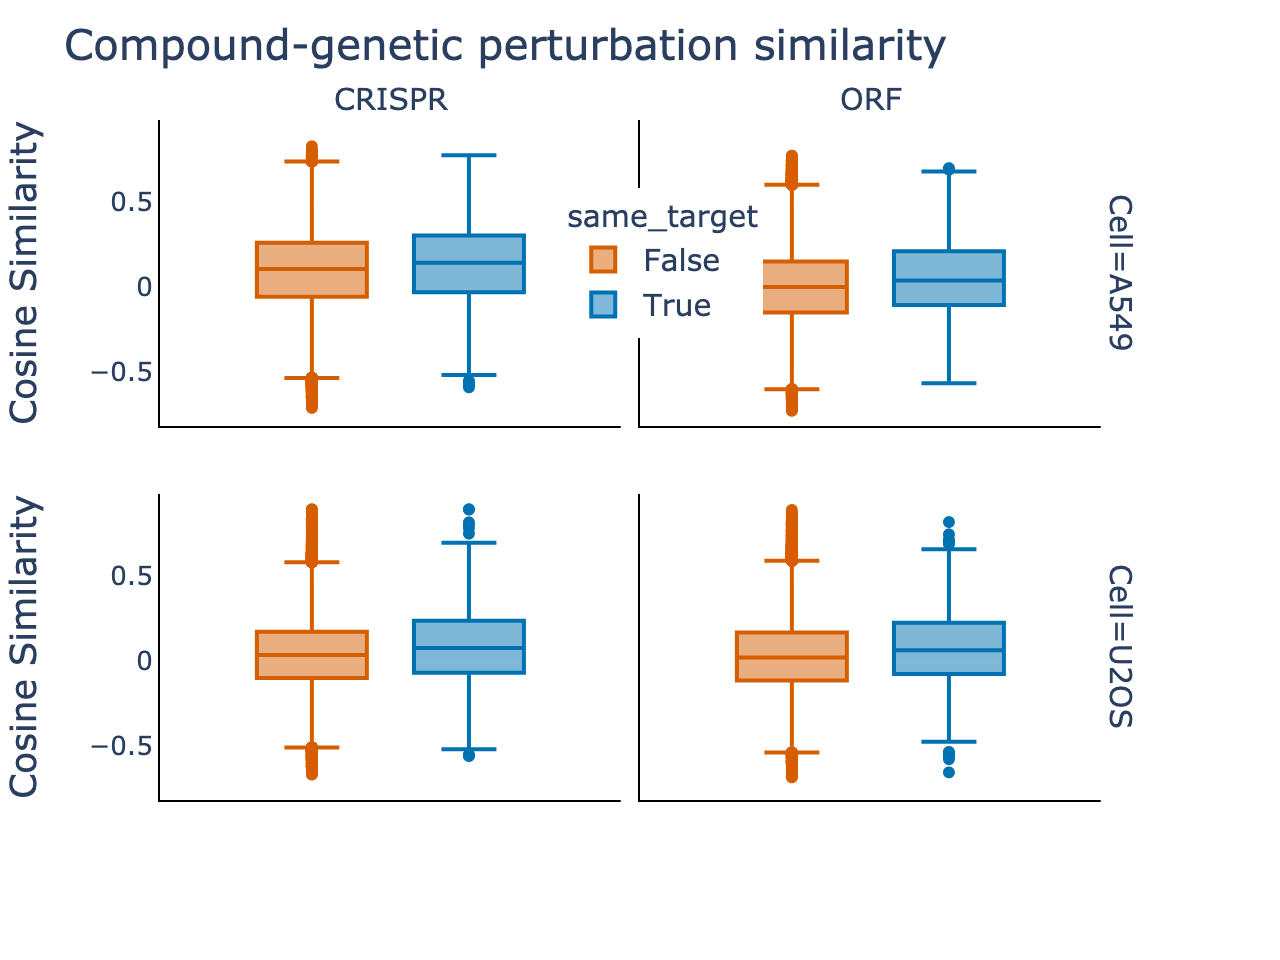 Compound-genetic perturbation similarity
CRISPR
ORF
Cosine Similarity
0.5
0
−0.5
same_target
False
True
Cell=A549
Cosine Similarity
0.5
0
−0.5
Cell=U2OS